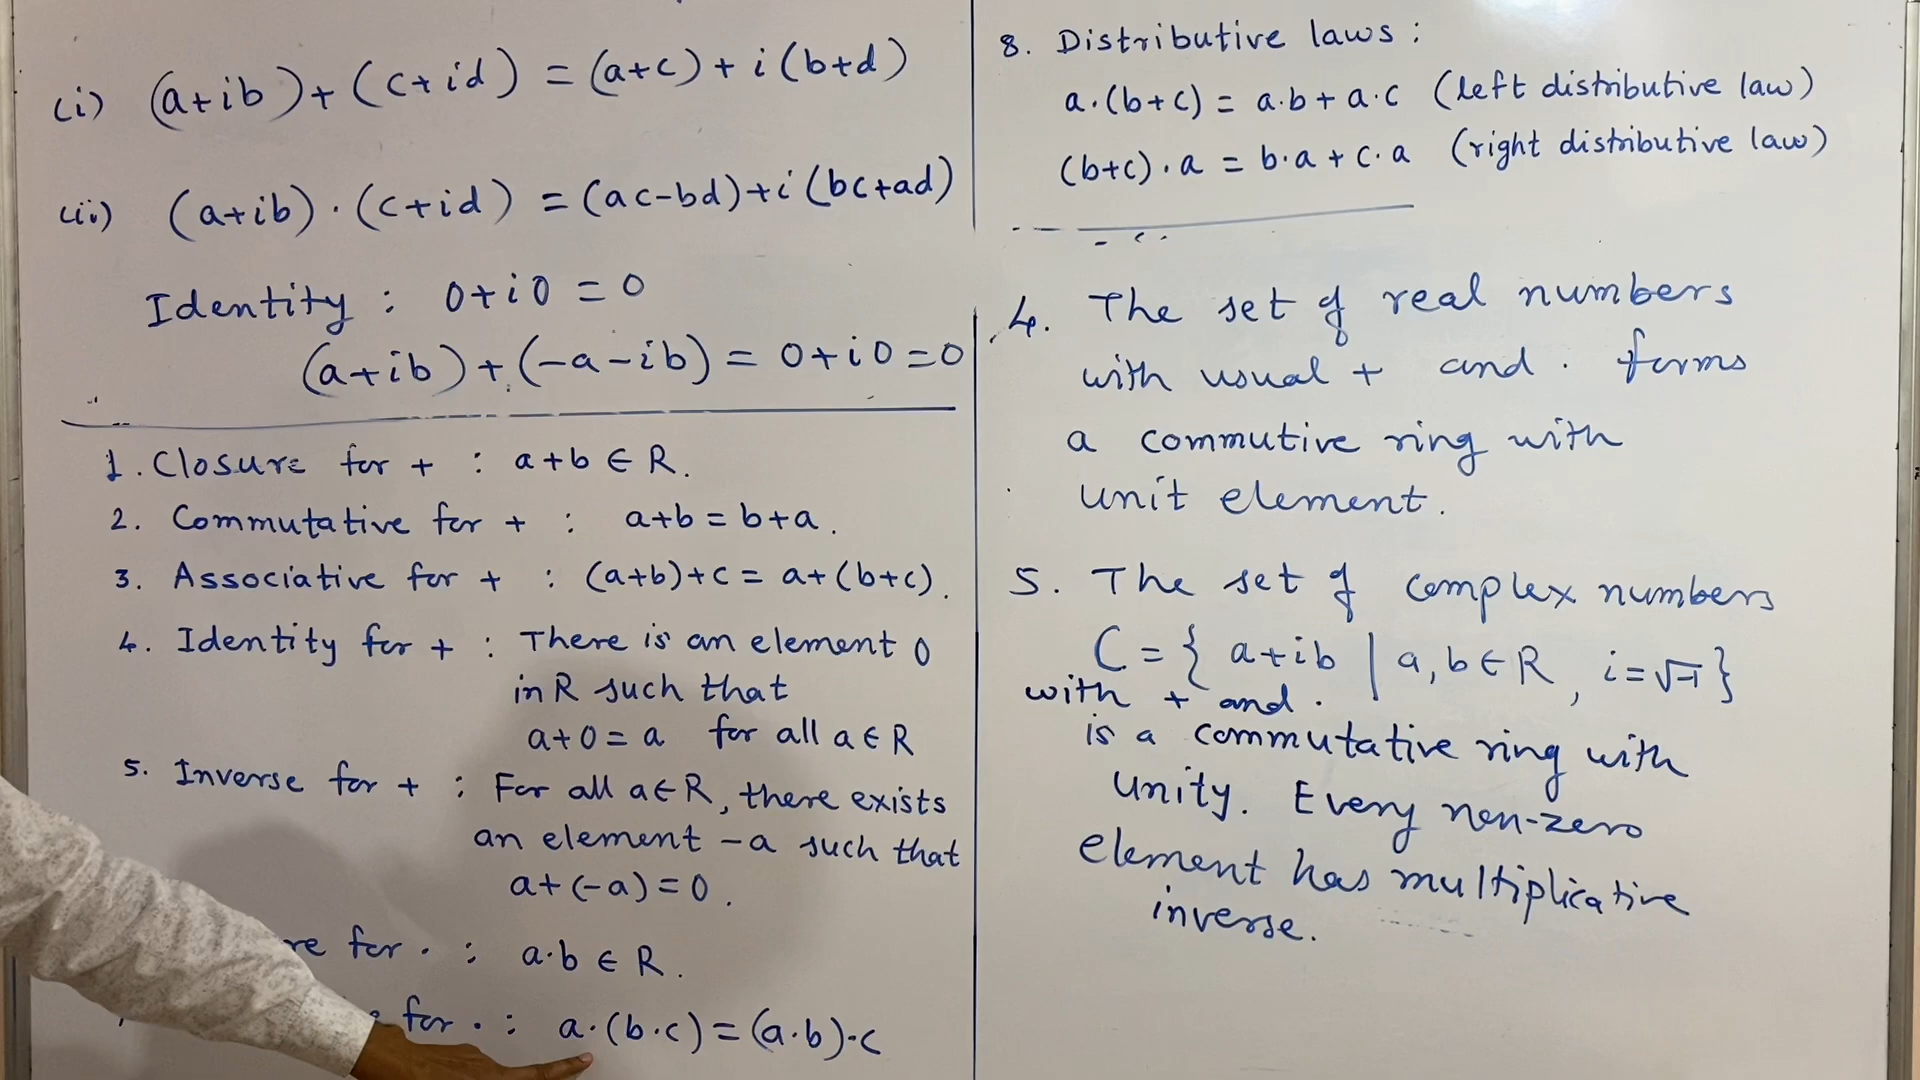 (i) (a+ib)+(c+id) = (a+c)+i(b+d)
(ii) (a+ib)·(c+id) = (ac-bd)+i(bc+ad)
Identity : 0+i0 = 0
(a+ib)+(-a-ib) = 0+i0=0
1. Closure for + : a+b ∈ R.
2. Commutative for + : a+b = b+a.
3. Associative for + : (a+b)+c = a+(b+c).
4. Identity for + : There is an element 0
in R such that
a+0 = a for all a ∈ R
5. Inverse for + : For all a∈R, there exists
an element -a such that
a+(-a)=0.
re for · : a·b ∈ R.
for · : a·(b·c)=(a·b)·c
8. Distributive laws :
a·(b+c) = a·b+a·c (left distributive law)
(b+c)·a = b·a+c·a (right distributive law)
4. The set of real numbers
with usual + and · forms
a commutive ring with
unit element.
5. The set of complex numbers
C = { a+ib | a, b ∈ R, i=√-1 }
with + and ·
is a commutative ring with
unity. Every non-zero
element has multiplicative
inverse.